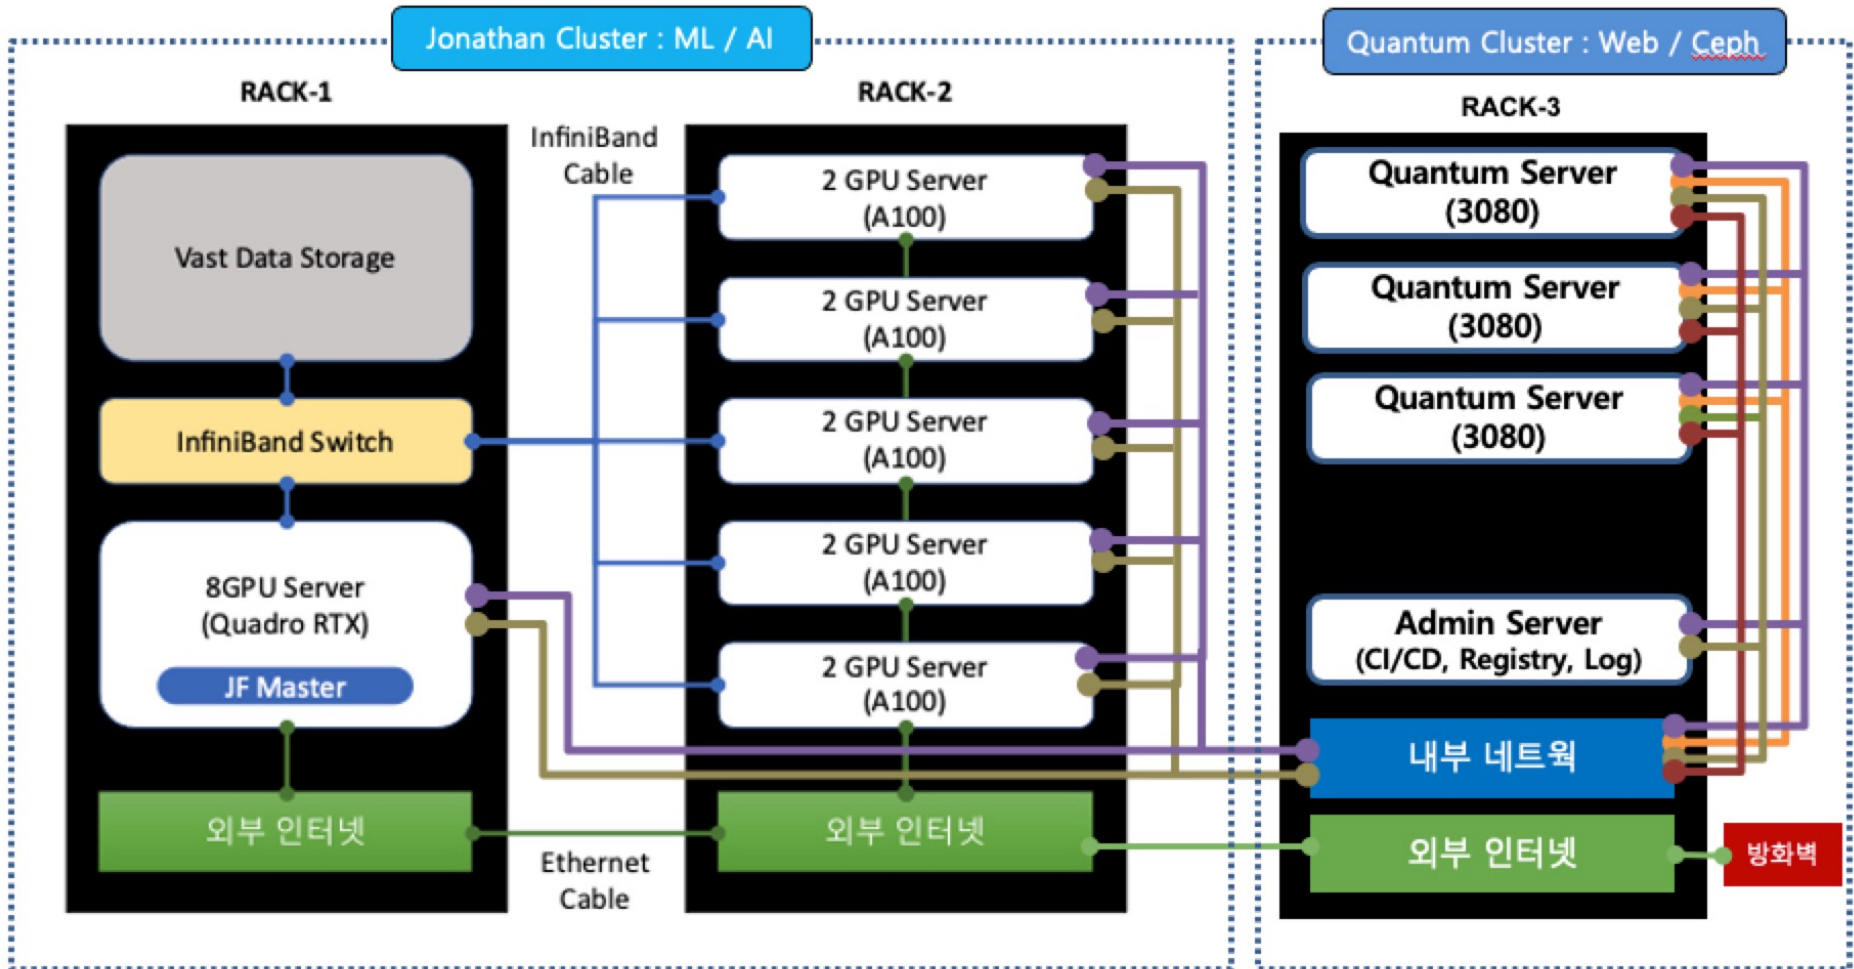 Jonathan Cluster : ML / AI
Quantum Cluster : Web / Ceph
RACK-1
RACK-2
RACK-3
Vast Data Storage
InfiniBand Switch
8GPU Server
(Quadro RTX)
JF Master
외부 인터넷
InfiniBand
Cable
Ethernet
Cable
2 GPU Server
(A100)
2 GPU Server
(A100)
2 GPU Server
(A100)
2 GPU Server
(A100)
2 GPU Server
(A100)
외부 인터넷
Quantum Server
(3080)
Quantum Server
(3080)
Quantum Server
(3080)
Admin Server
(CI/CD, Registry, Log)
내부 네트웍
외부 인터넷
방화벽